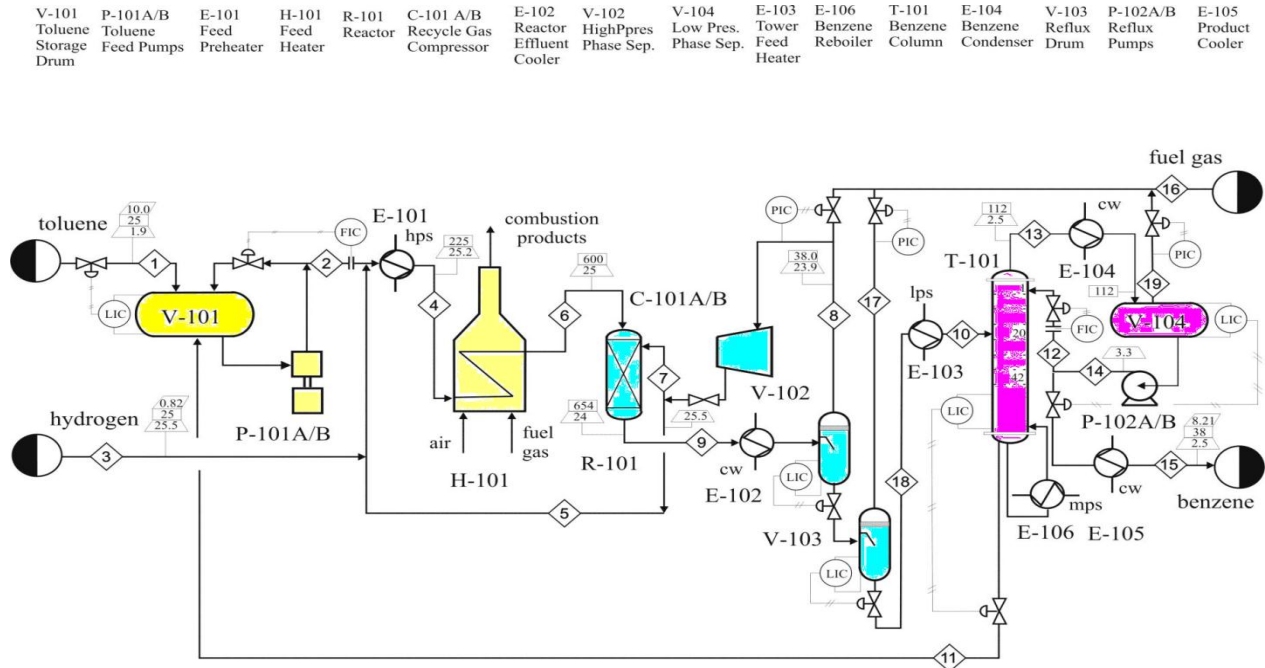 V-101 P-101A/B E-101 H-101 R-101 C-101 A/B E-102 V-102 V-104 E-103 E-106 T-101 E-104 V-103 P-102A/B E-105
Toluene Toluene Feed Feed Reactor Recycle Gas Reactor HighPpres Low Pres. Tower Benzene Benzene Benzene Reflux Reflux Product
Storage Feed Pumps Preheater Heater Compressor Effluent Phase Sep. Phase Sep. Feed Reboiler Column Condenser Drum Pumps Cooler
Drum Cooler Heater
fuel gas
16
toluene
10.0
25
1.9
1
LIC
V-101
P-101A/B
FIC
2
E-101
hps
225
25.2
4
combustion
products
600
25
6
C-101A/B
7
654
24
R-101
25.5
9
air
fuel
gas
H-101
hydrogen
0.82
25
25.5
3
5
PIC
38.0
23.9
8
V-102
cw
E-102
LIC
V-103
LIC
PIC
17
18
lps
10
E-103
LIC
112
2.5
13
T-101
1
20
42
cw
E-104
112
19
PIC
V-104
LIC
FIC
12
14
3.3
P-102A/B
8.21
38
2.5
15
cw
benzene
mps
E-106
E-105
11